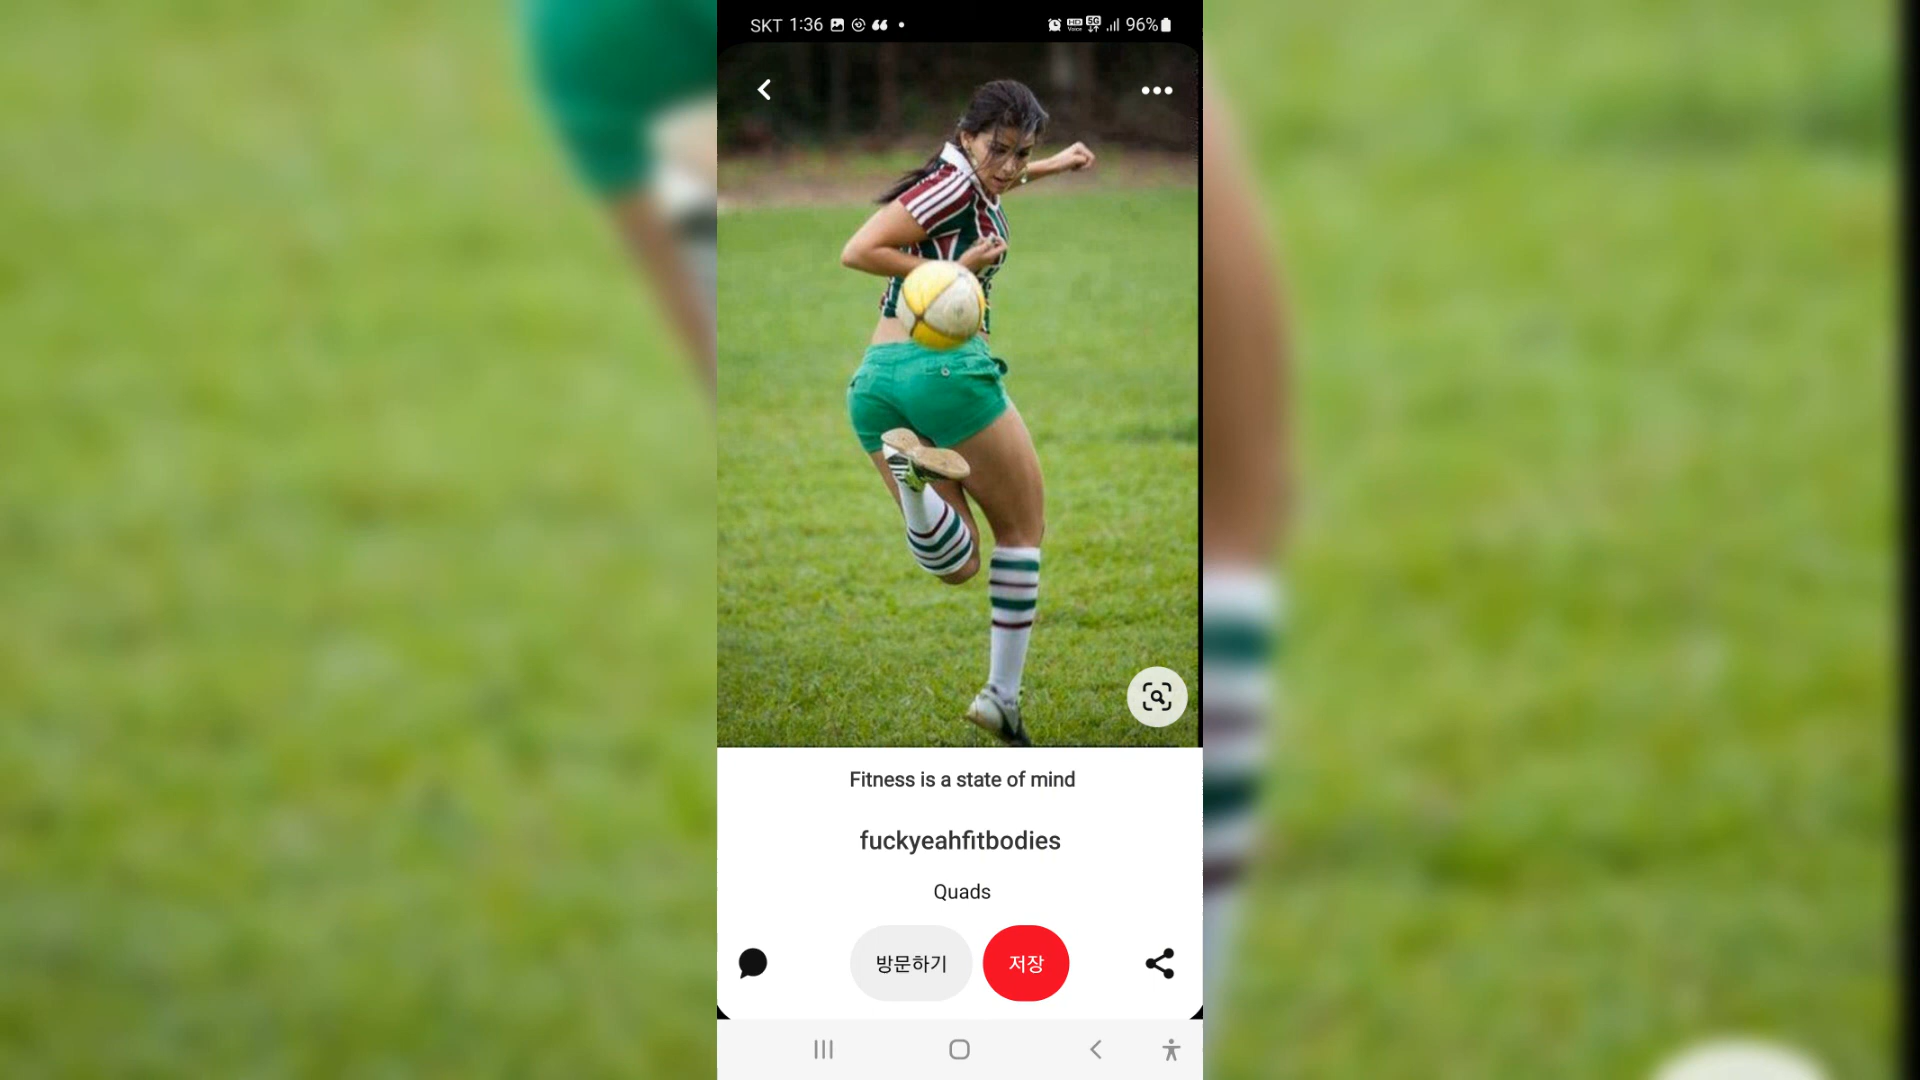 SKT 1:36 96%
Fitness is a state of mind
fuckyeahfitbodies
Quads
방문하기 저장